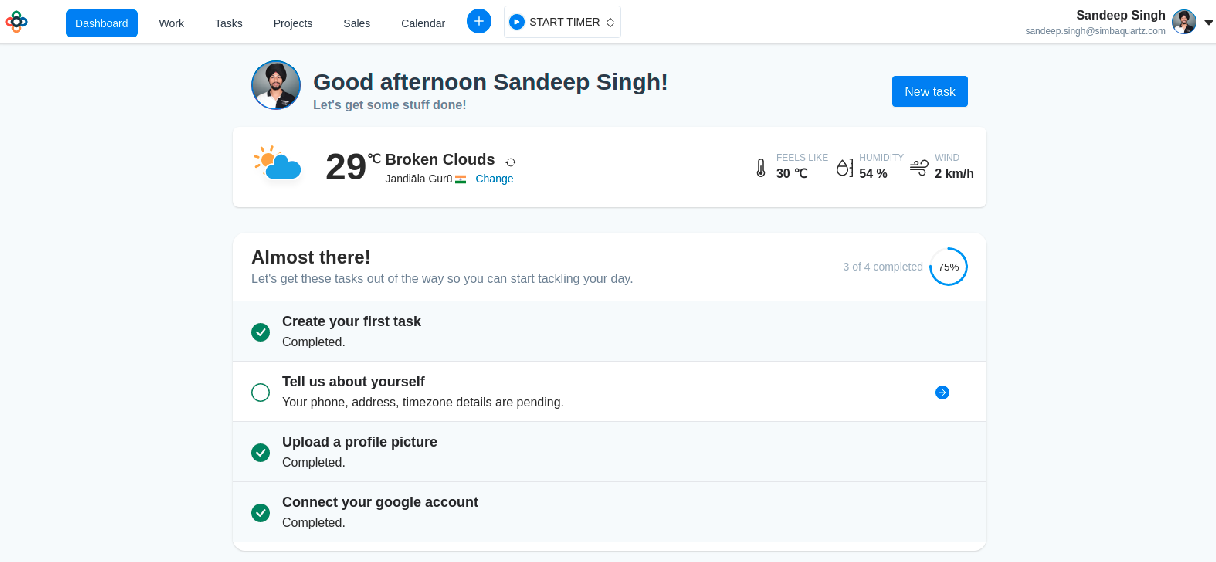 Dashboard
Work
Tasks
Projects
Sales
Calendar
START TIMER
Sandeep Singh
sandeep.singh@simbaquartz.com
Good afternoon Sandeep Singh!
Let's get some stuff done!
New task
29 °C Broken Clouds
Jandiāla Gurū Change
FEELS LIKE
30 °C
HUMIDITY
54 %
WIND
2 km/h
Almost there!
Let's get these tasks out of the way so you can start tackling your day.
3 of 4 completed
75%
Create your first task
Completed.
Tell us about yourself
Your phone, address, timezone details are pending.
Upload a profile picture
Completed.
Connect your google account
Completed.